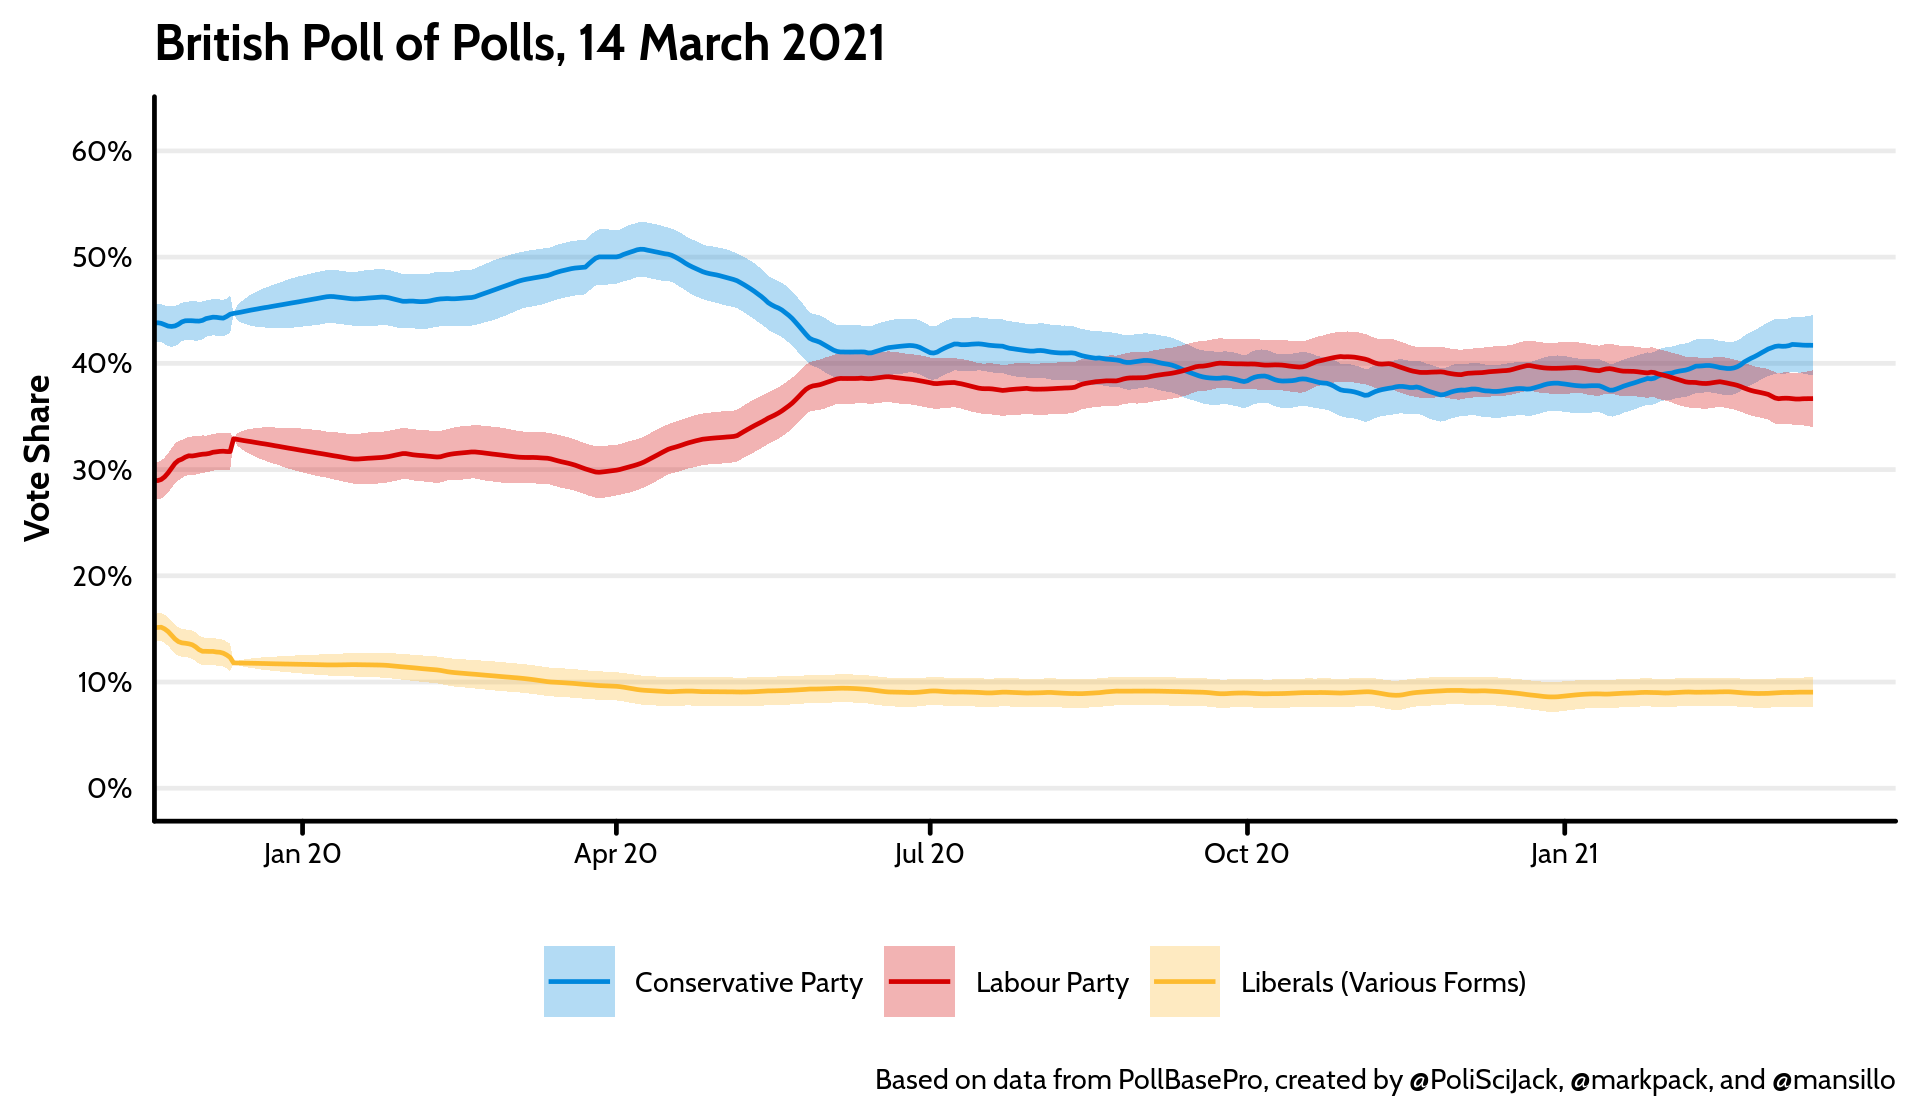 British Poll of Polls, 14 March 2021
60%
50%
40%
30%
20%
10%
0%
Vote Share
Jan 20 Apr 20 Jul 20 Oct 20 Jan 21
Conservative Party Labour Party Liberals (Various Forms)
Based on data from PollBasePro, created by @PoliSciJack, @markpack, and @mansillo